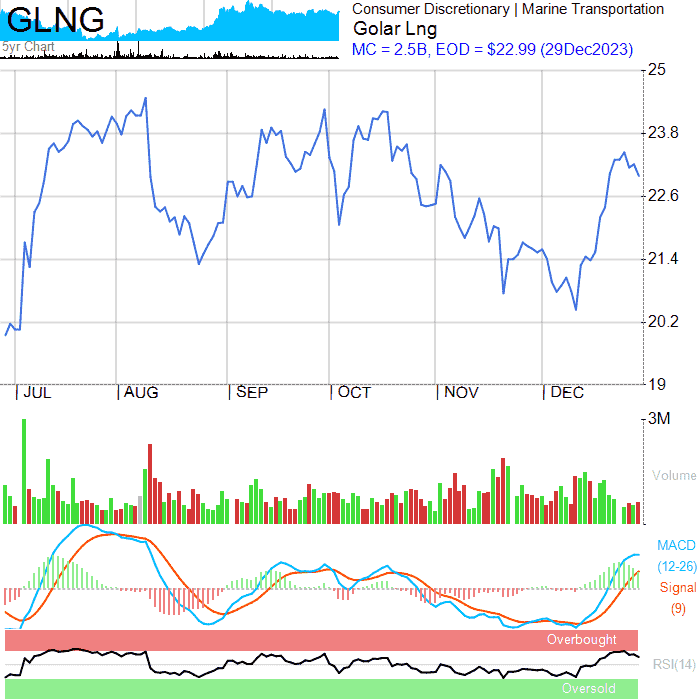 GLNG
5yr Chart
Consumer Discretionary | Marine Transportation
Golar Lng
MC = 2.5B, EOD = $22.99 (29Dec2023)
25
23.8
22.6
21.4
20.2
19
JUL AUG SEP OCT NOV DEC
3M
Volume
MACD
(12-26)
Signal
(9)
Overbought
RSI(14)
Oversold